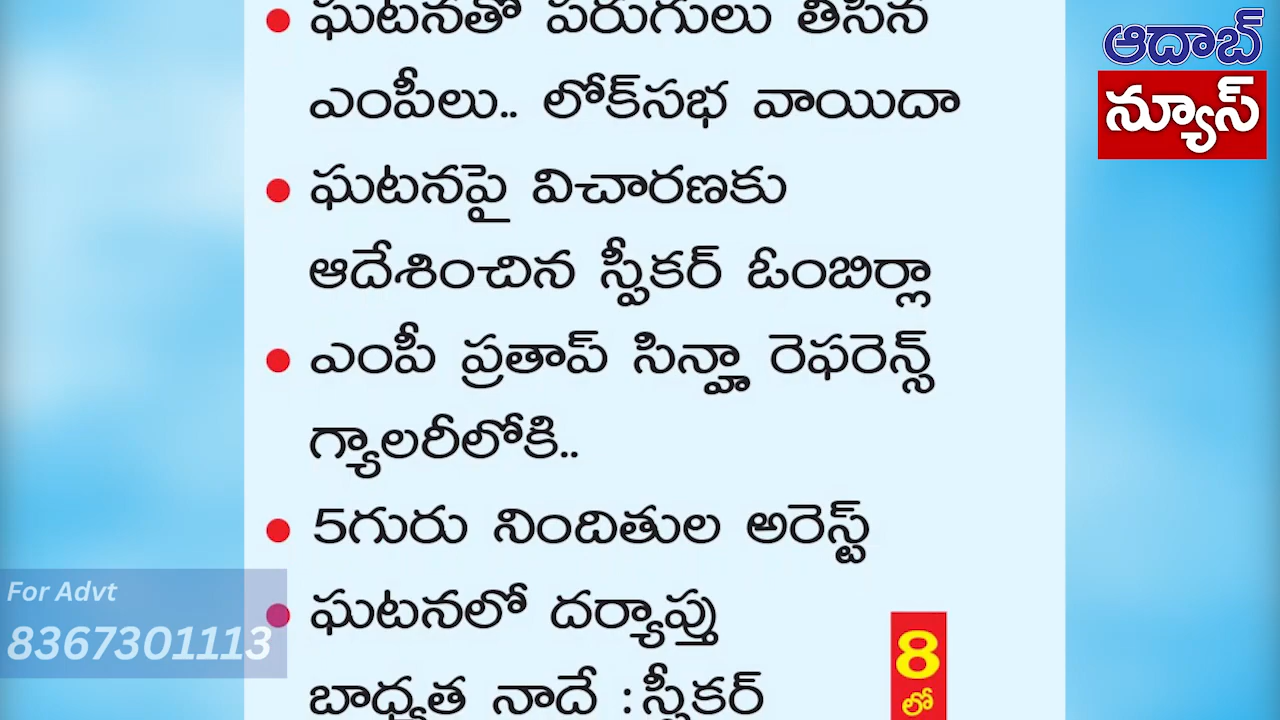 • ఘటనతో పరుగులు తీసిన
ఎంపీలు.. లోక్‌సభ వాయిదా
• ఘటనపై విచారణకు
ఆదేశించిన స్పీకర్ ఓంబిర్లా
• ఎంపీ ప్రతాప్ సిన్హా రెఫరెన్స్
గ్యాలరీలోకి..
• 5గురు నిందితుల అరెస్ట్
• ఘటనలో దర్యాప్తు
బాధ్యత నాదే : స్పీకర్
8
లో
ఆదాబ్
న్యూస్
For Advt
8367301113